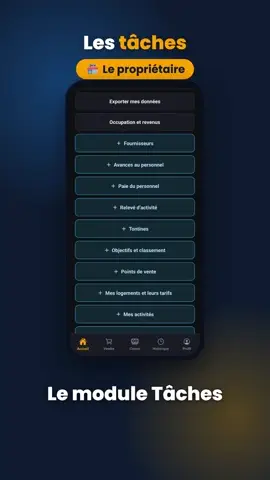 Les tâches
Le propriétaire
Exporter mes données
Occupation et revenus
+ Fournisseurs
+ Avances au personnel
+ Paie du personnel
+ Relevé d'activité
+ Tontines
+ Objectifs et classement
+ Points de vente
+ Mes logements et leurs tarifs
+ Mes activités
Accueil
Historique
Profil
Le module Tâches